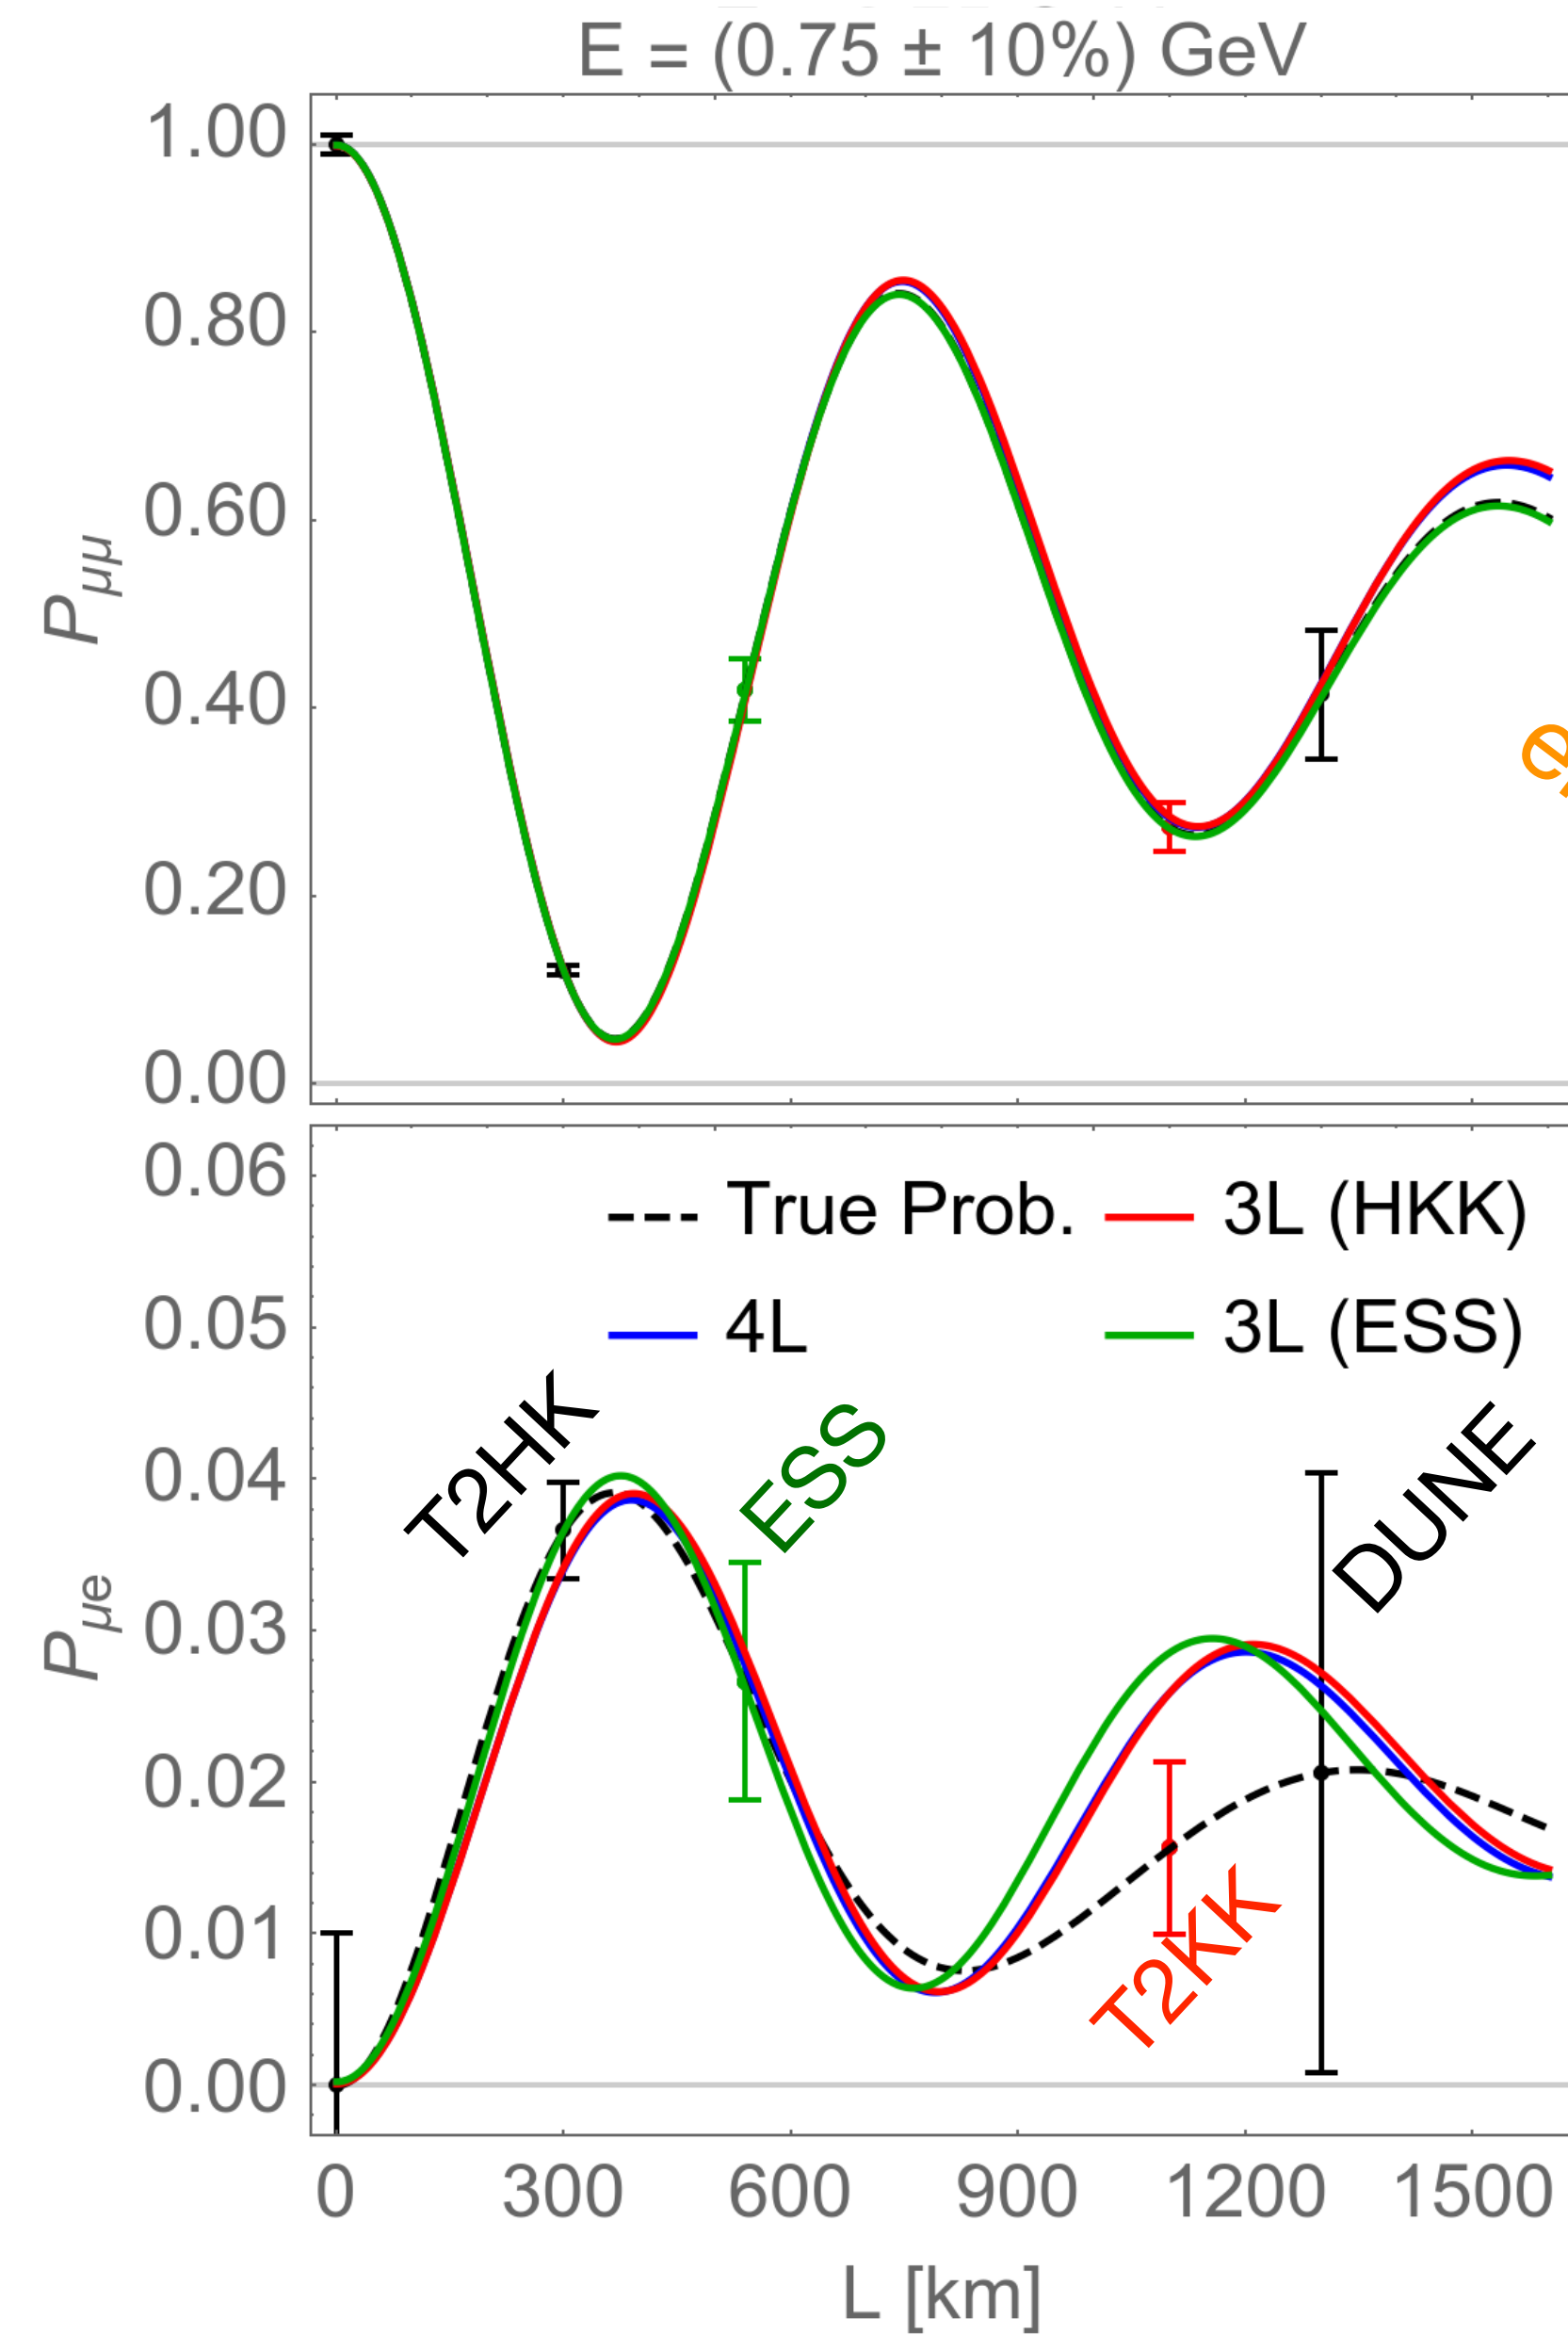 E = (0.75 ± 10%) GeV
1.00
0.80
0.60
0.40
0.20
0.00
Pμμ
0.06
0.05
0.04
0.03
0.02
0.01
0.00
Pμe
True Prob.
3L (HKK)
4L
3L (ESS)
T2HK
ESS
DUNE
T2KK
0 300 600 900 1200 1500
L [km]